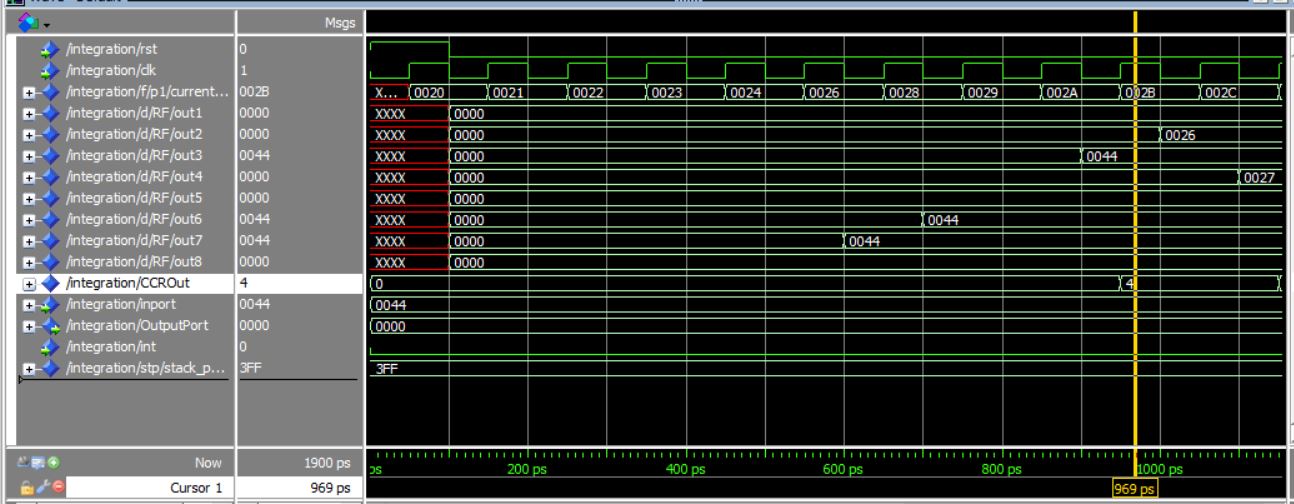 Msgs
/integration/rst 0
/integration/clk 1
/integration/f/p1/current... 002B X... 0020 0021 0022 0023 0024 0026 0028 0029 002A 002B 002C
/integration/d/RF/out1 0000 XXXX 0000
/integration/d/RF/out2 0000 XXXX 0000 0026
/integration/d/RF/out3 0044 XXXX 0000 0044
/integration/d/RF/out4 0000 XXXX 0000 0027
/integration/d/RF/out5 0000 XXXX 0000
/integration/d/RF/out6 0044 XXXX 0000 0044
/integration/d/RF/out7 0044 XXXX 0000 0044
/integration/d/RF/out8 0000 XXXX 0000
/integration/CCROut 4 0 4
/integration/inport 0044 0044
/integration/OutputPort 0000 0000
/integration/int 0
/integration/stp/stack_p... 3FF 3FF
Now 1900 ps ps 200 ps 400 ps 600 ps 800 ps 1000 ps
Cursor 1 969 ps 969 ps